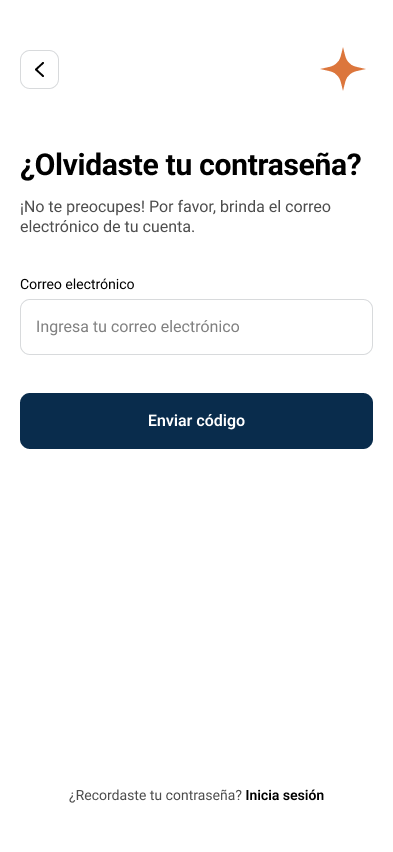 ¿Olvidaste tu contraseña?
¡No te preocupes! Por favor, brinda el correo
electrónico de tu cuenta.
Correo electrónico
Ingresa tu correo electrónico
Enviar código
¿Recordaste tu contraseña? Inicia sesión